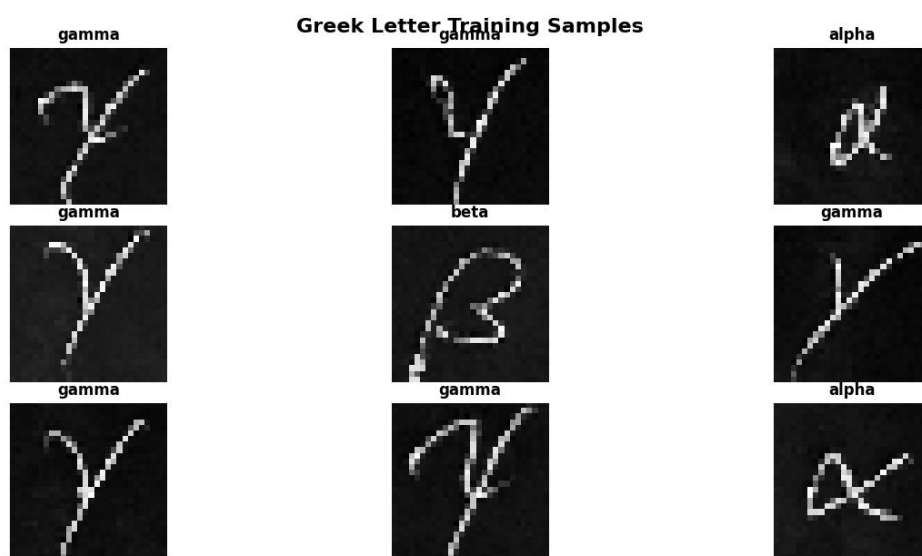 Greek Letter Training Samples
gamma gamma alpha
γ γ α
gamma beta gamma
γ β γ
gamma gamma alpha
γ γ α